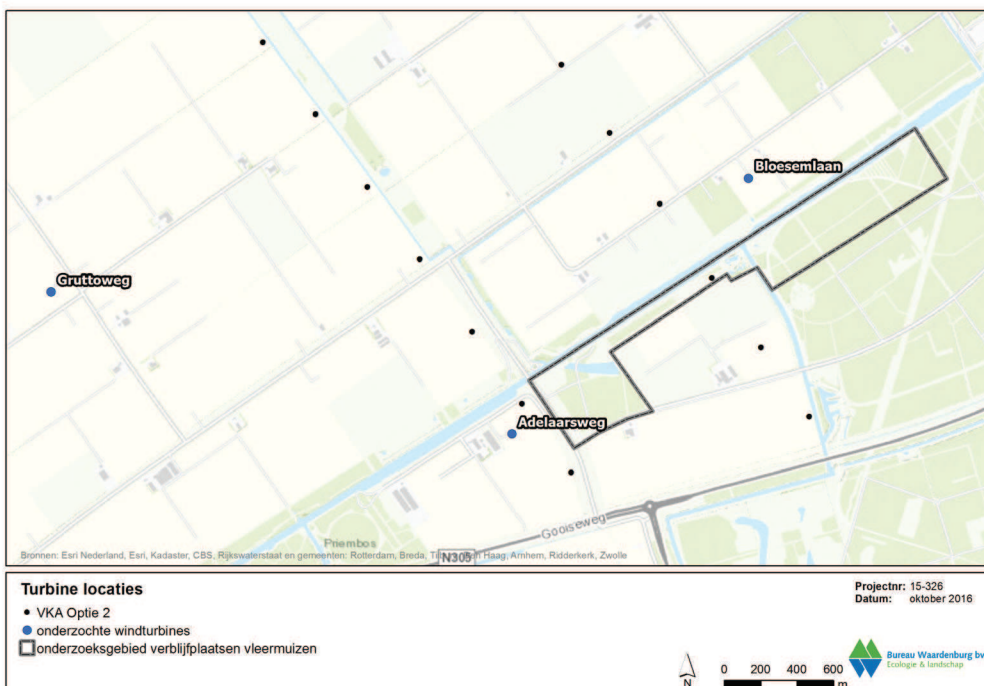 Bloesemlaan
Gruttoweg
Adelaarsweg
Gooiseweg
Priembos
N305
Bronnen: Esri Nederland, Esri, Kadaster, CBS, Rijkswaterstaat en gemeenten: Rotterdam, Breda, Haag, Arnhem, Ridderkerk, Zwolle
Turbine locaties
VKA Optie 2
onderzochte windturbines
onderzoeksgebied verblijfplaatsen vleermuizen
Projectnr: 15-326
Datum: oktober 2016
N
0 200 400 600
m
Bureau Waardenburg bv
Ecologie & landschap